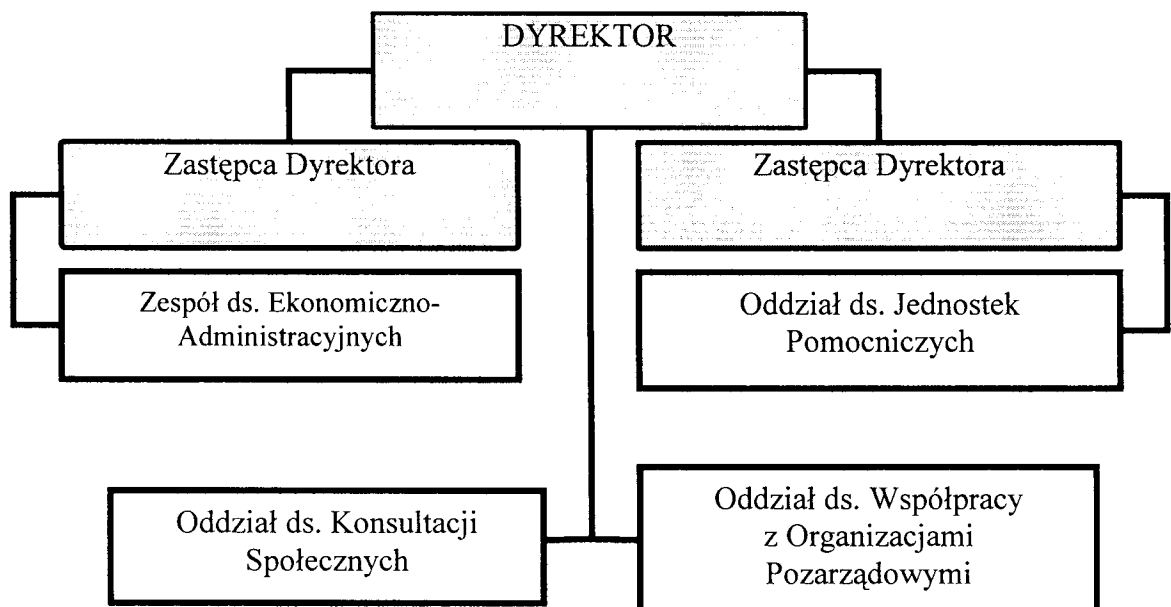 DYREKTOR
Zastępca Dyrektora
Zastępca Dyrektora
Zespół ds. Ekonomiczno-
Administracyjnych
Oddział ds. Jednostek
Pomocniczych
Oddział ds. Konsultacji
Społecznych
Oddział ds. Współpracy
z Organizacjami
Pozarządowymi